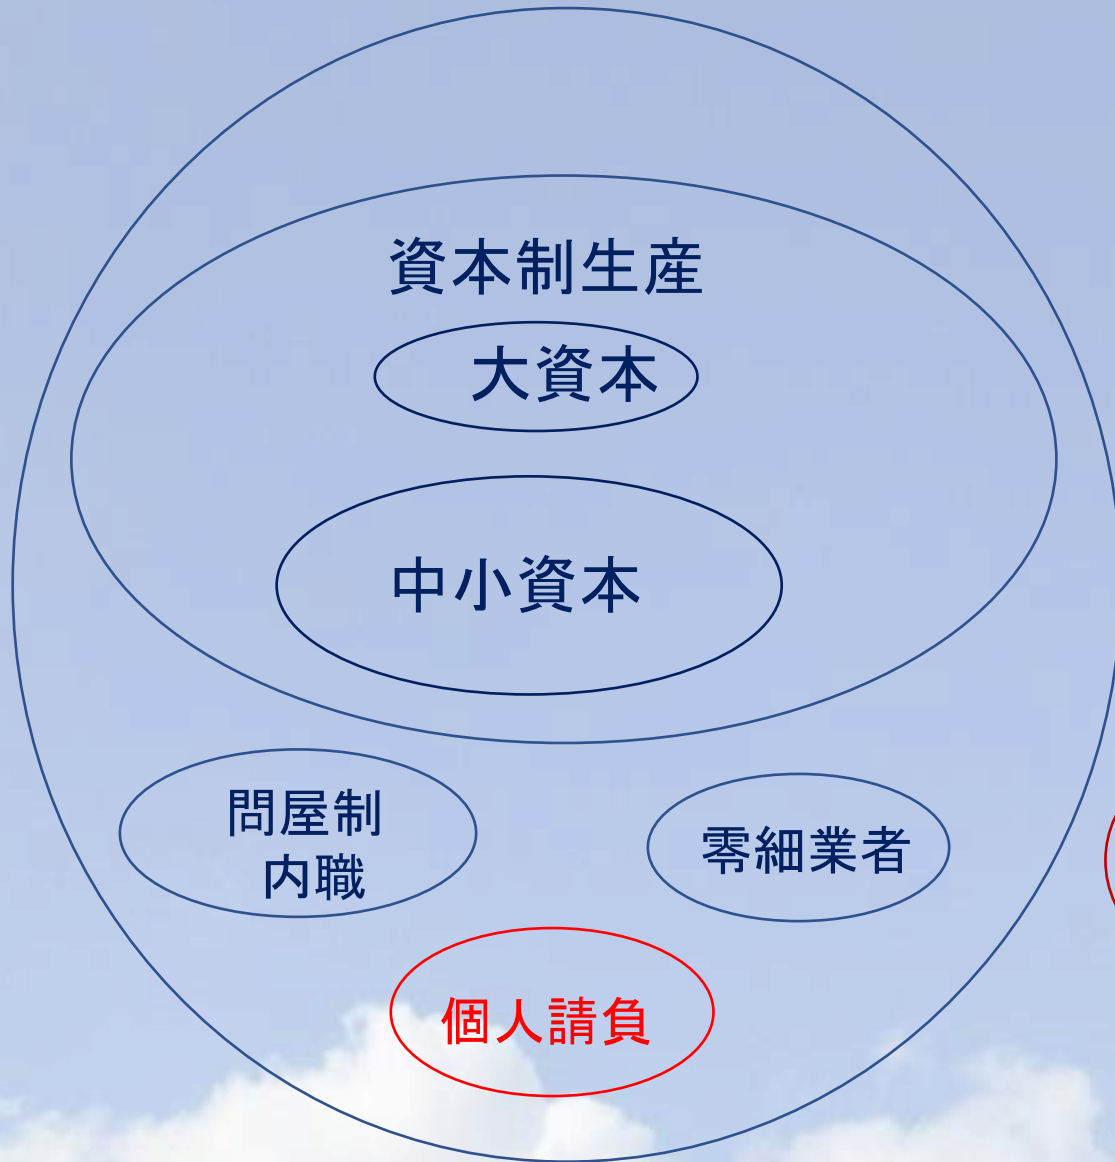 資本制生産
大資本
中小資本
問屋制
内職
零細業者
個人請負